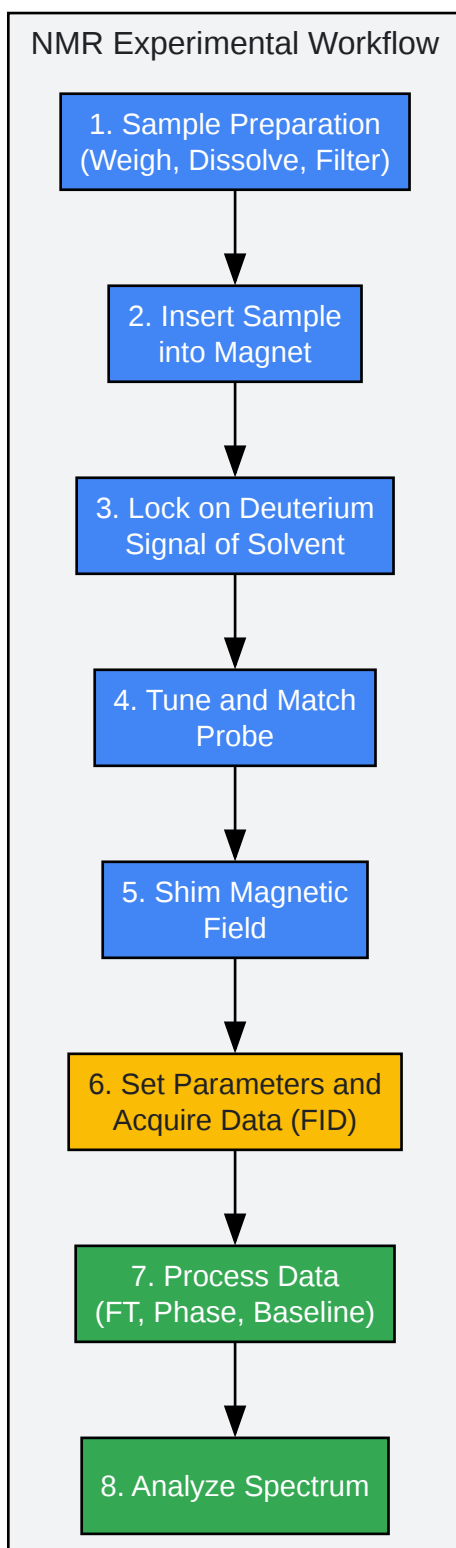 NMR Experimental Workflow
1. Sample Preparation
(Weigh, Dissolve, Filter)
2. Insert Sample
into Magnet
3. Lock on Deuterium
Signal of Solvent
4. Tune and Match
Probe
5. Shim Magnetic
Field
6. Set Parameters and
Acquire Data (FID)
7. Process Data
(FT, Phase, Baseline)
8. Analyze Spectrum